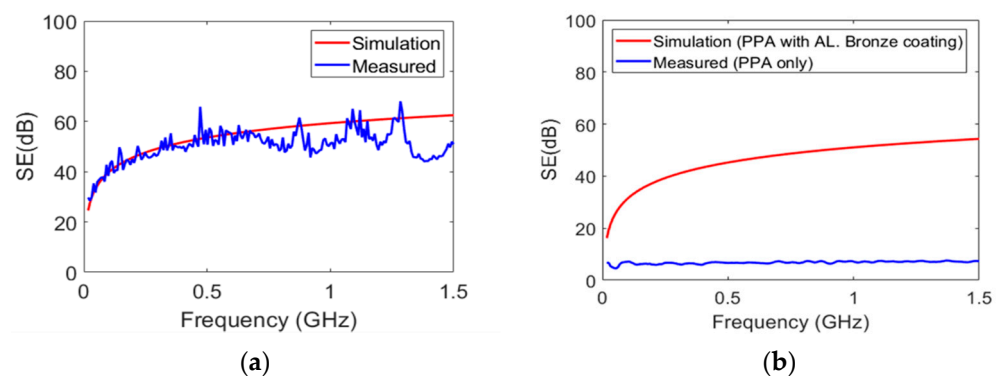 100
80
60
40
20
0
SE(dB)
Simulation
Measured
0
0.5
1
1.5
Frequency (GHz)
(a)
100
80
60
40
20
0
SE(dB)
Simulation (PPA with AL. Bronze coating)
Measured (PPA only)
0
0.5
1
1.5
Frequency (GHz)
(b)